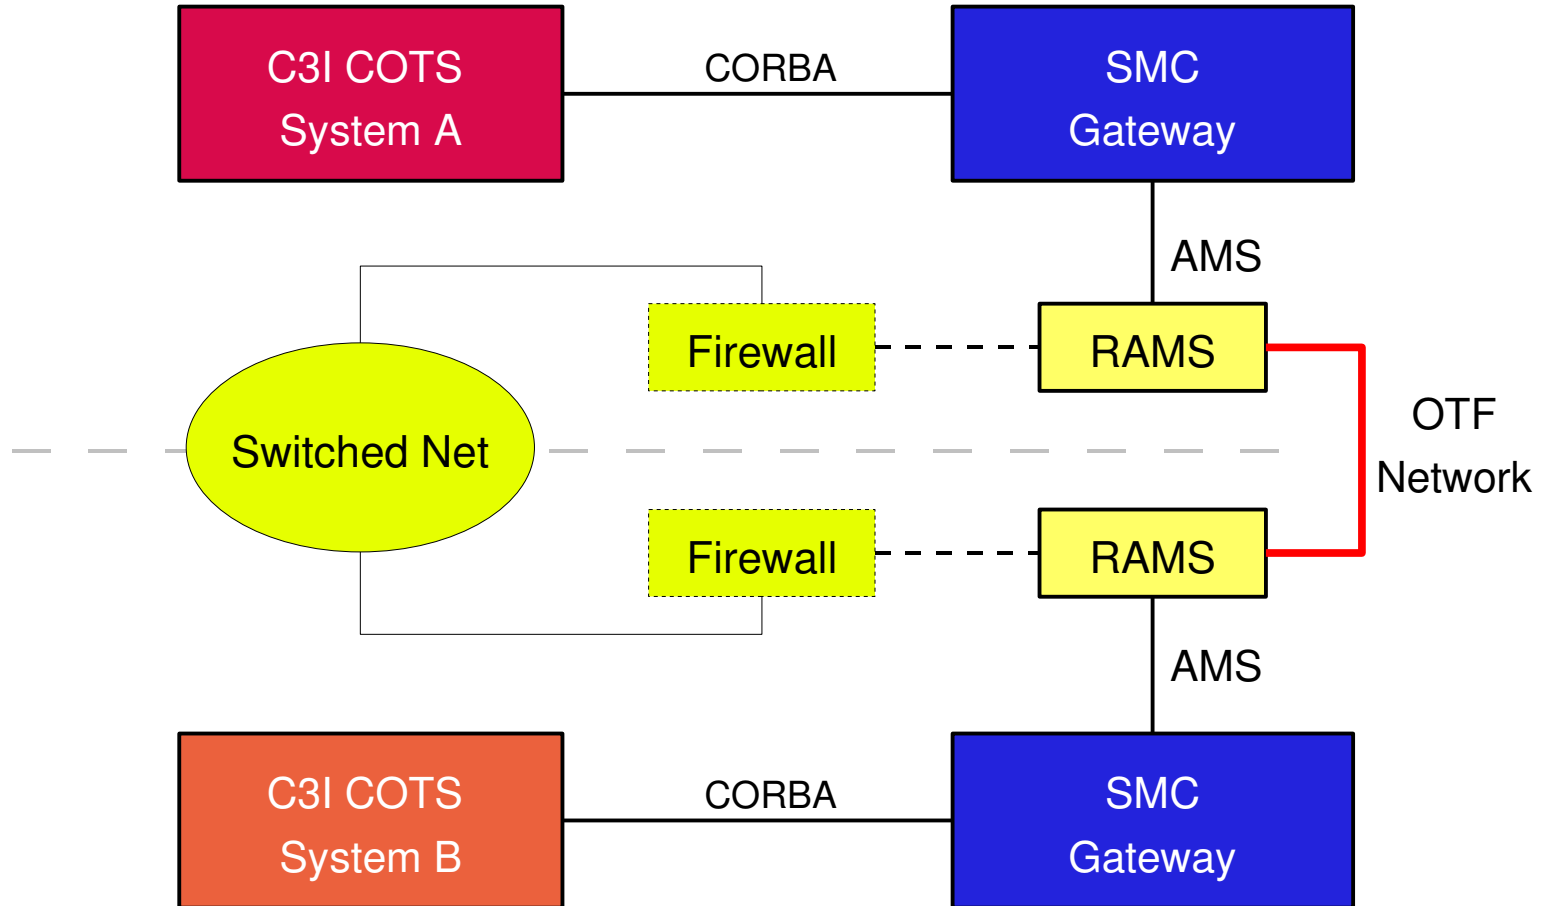 C3I COTS
System A
CORBA
SMC
Gateway
AMS
Firewall
RAMS
OTF
Network
Switched Net
Firewall
RAMS
AMS
C3I COTS
System B
CORBA
SMC
Gateway